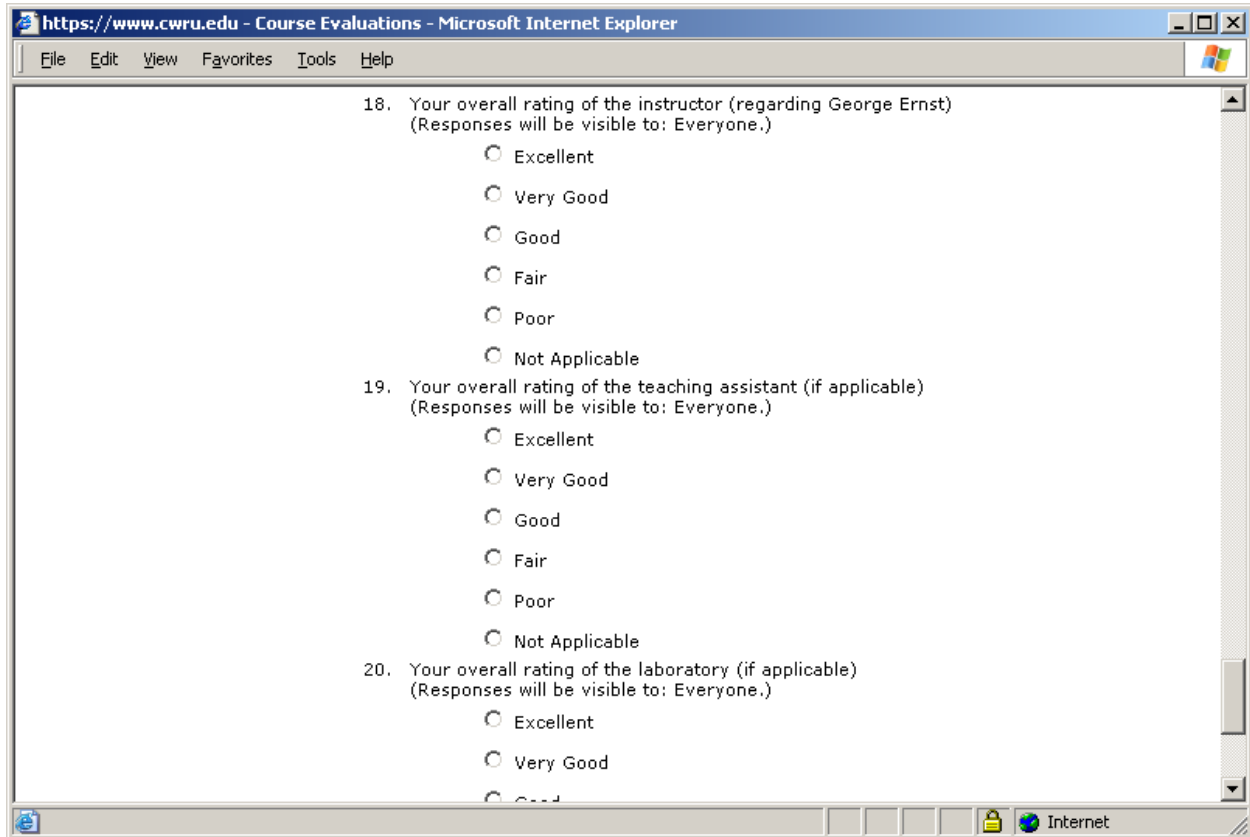 https://www.cwru.edu - Course Evaluations - Microsoft Internet Explorer
File Edit View Favorites Tools Help
18. Your overall rating of the instructor (regarding George Ernst)
(Responses will be visible to: Everyone.)
Excellent
Very Good
Good
Fair
Poor
Not Applicable
19. Your overall rating of the teaching assistant (if applicable)
(Responses will be visible to: Everyone.)
Excellent
Very Good
Good
Fair
Poor
Not Applicable
20. Your overall rating of the laboratory (if applicable)
(Responses will be visible to: Everyone.)
Excellent
Very Good
Good
Internet